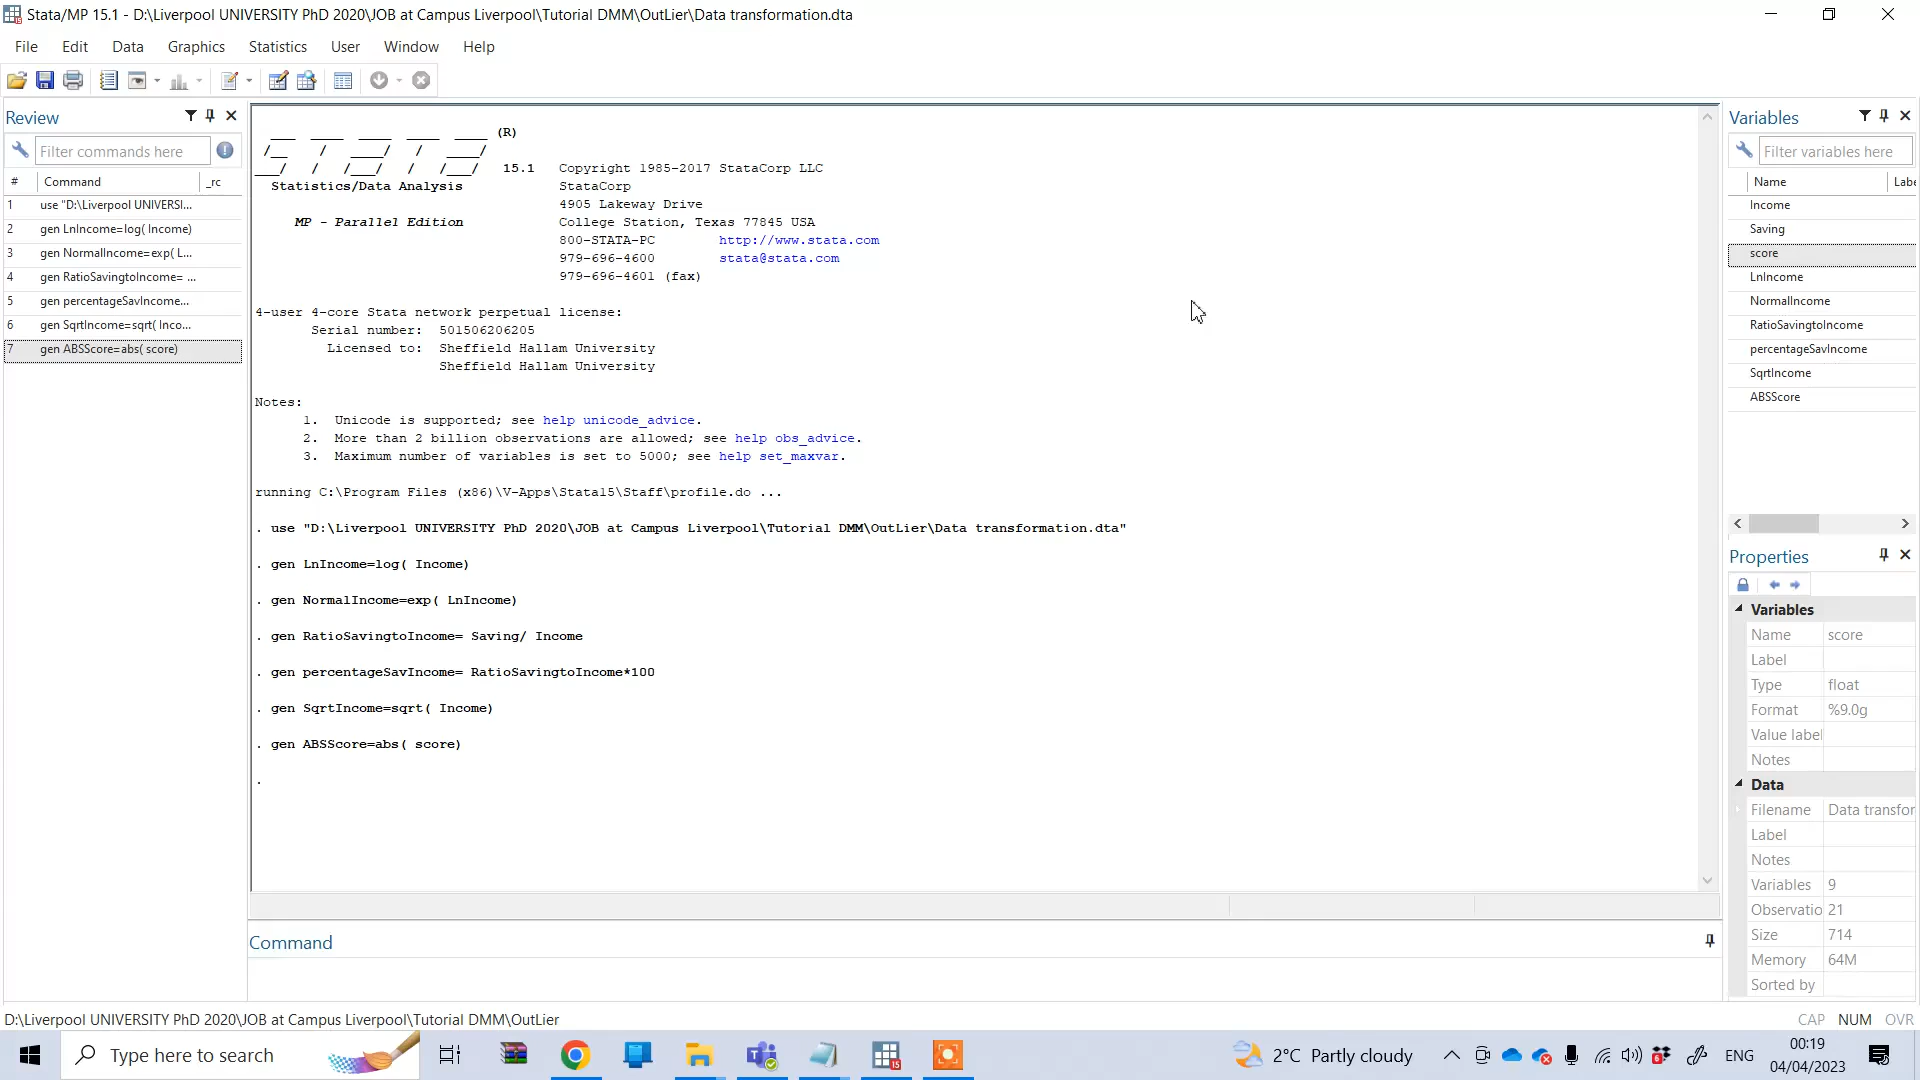 Stata/MP 15.1 - D:\Liverpool UNIVERSITY PhD 2020\JOB at Campus Liverpool\Tutorial DMM\OutLier\Data transformation.dta
File Edit Data Graphics Statistics User Window Help
Review
Filter commands here
# Command _rc
1 use "D:\Liverpool UNIVERSI...
2 gen LnIncome=log( Income)
3 gen NormalIncome=exp( L...
4 gen RatioSavingtoIncome= ...
5 gen percentageSavIncome...
6 gen SqrtIncome=sqrt( Inco...
7 gen ABSScore=abs( score)
(R)
15.1 Copyright 1985-2017 StataCorp LLC
Statistics/Data Analysis StataCorp
4905 Lakeway Drive
MP - Parallel Edition College Station, Texas 77845 USA
800-STATA-PC http://www.stata.com
979-696-4600 stata@stata.com
979-696-4601 (fax)
4-user 4-core Stata network perpetual license:
Serial number: 501506206205
Licensed to: Sheffield Hallam University
Sheffield Hallam University
Notes:
1. Unicode is supported; see help unicode_advice.
2. More than 2 billion observations are allowed; see help obs_advice.
3. Maximum number of variables is set to 5000; see help set_maxvar.
running C:\Program Files (x86)\V-Apps\Stata15\Staff\profile.do ...
. use "D:\Liverpool UNIVERSITY PhD 2020\JOB at Campus Liverpool\Tutorial DMM\OutLier\Data transformation.dta"
. gen LnIncome=log( Income)
. gen NormalIncome=exp( LnIncome)
. gen RatioSavingtoIncome= Saving/ Income
. gen percentageSavIncome= RatioSavingtoIncome*100
. gen SqrtIncome=sqrt( Income)
. gen ABSScore=abs( score)
.
Command
Variables
Filter variables here
Name Labe
Income
Saving
score
LnIncome
NormalIncome
RatioSavingtoIncome
percentageSavIncome
SqrtIncome
ABSScore
Properties
Variables
Name score
Label
Type float
Format %9.0g
Value label
Notes
Data
Filename Data transfor
Label
Notes
Variables 9
Observatio 21
Size 714
Memory 64M
Sorted by
D:\Liverpool UNIVERSITY PhD 2020\JOB at Campus Liverpool\Tutorial DMM\OutLier
CAP NUM OVR
Type here to search
2°C Partly cloudy
ENG
00:19
04/04/2023